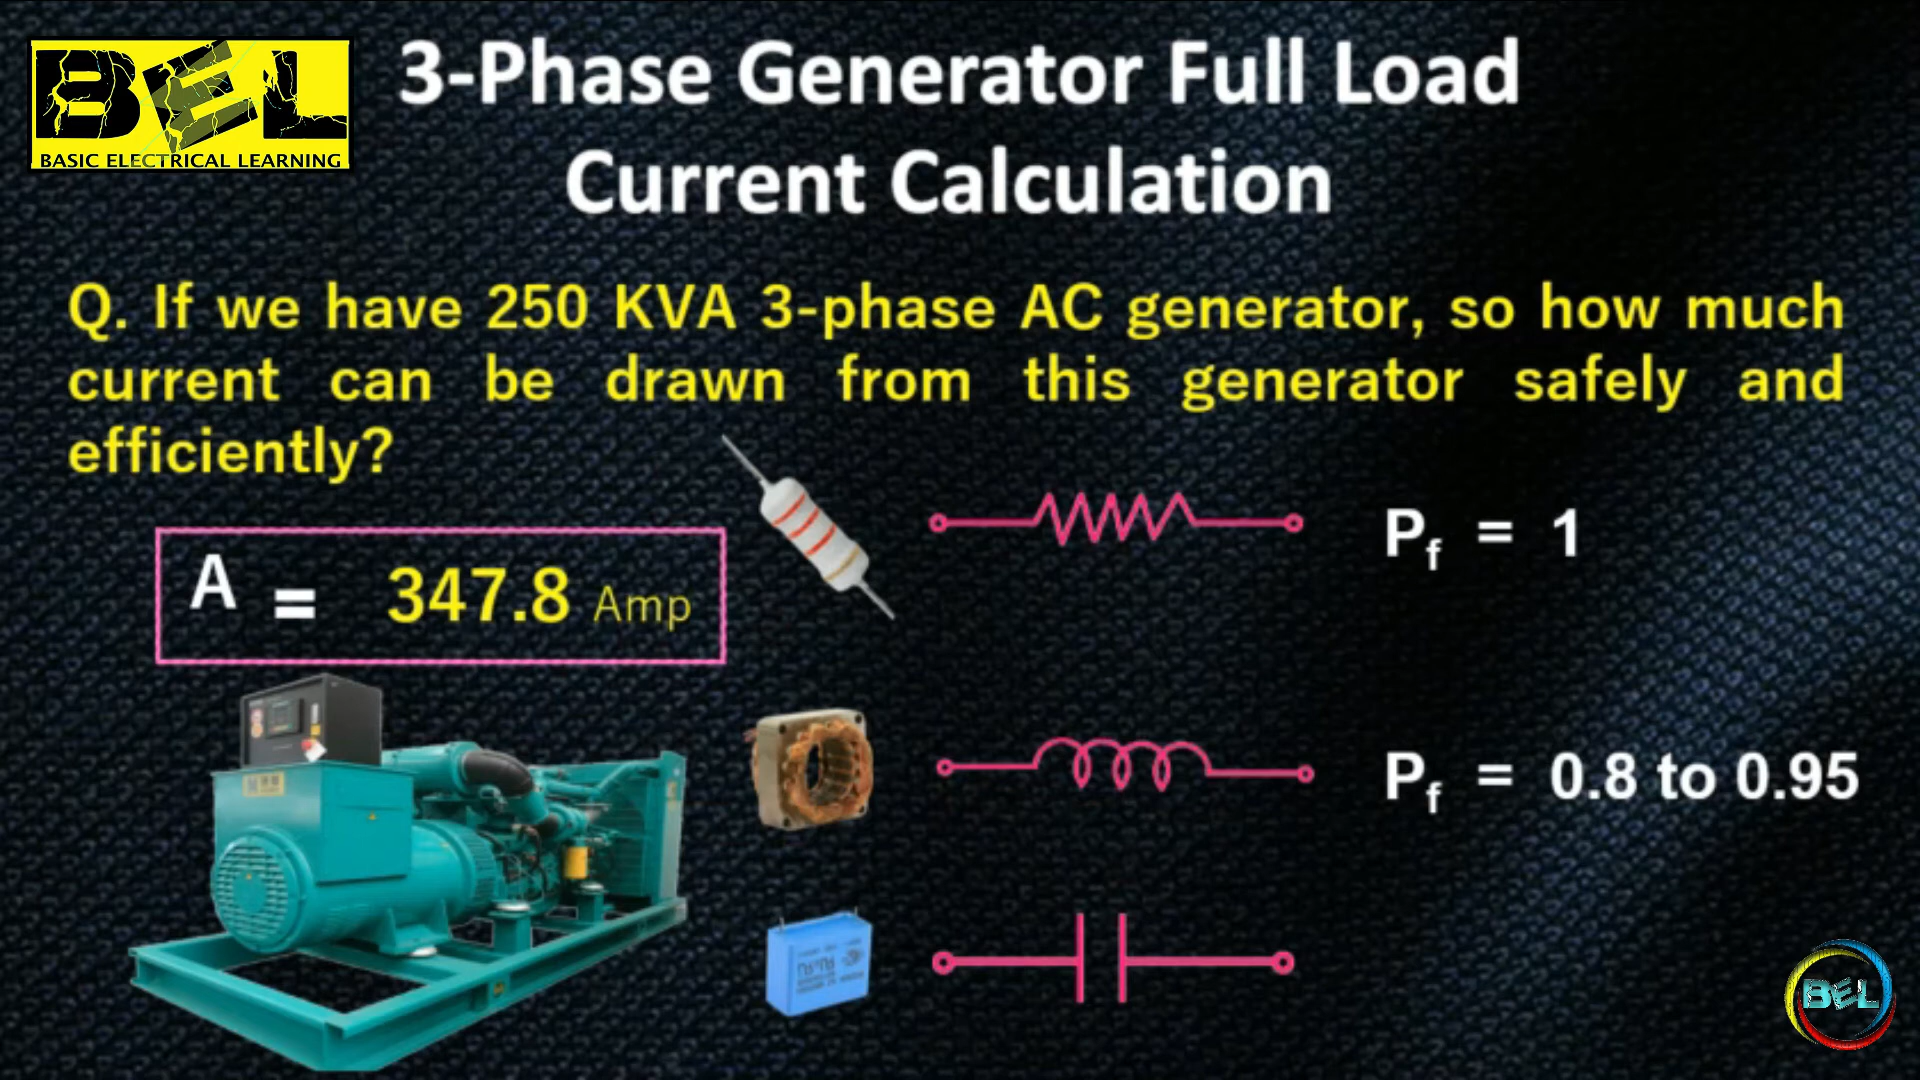 BEL
BASIC ELECTRICAL LEARNING
3-Phase Generator Full Load
Current Calculation
Q. If we have 250 KVA 3-phase AC generator, so how much
current can be drawn from this generator safely and
efficiently?
A = 347.8 Amp
Pf = 1
Pf = 0.8 to 0.95
BEL